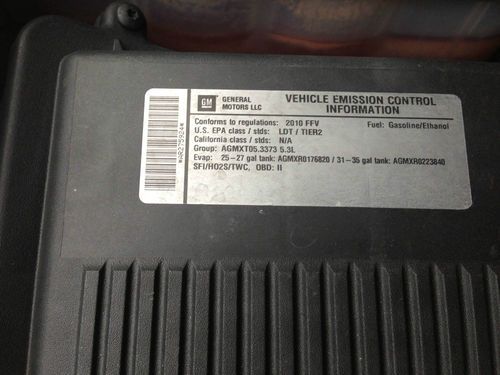 GM
GENERAL MOTORS LLC
VEHICLE EMISSION CONTROL INFORMATION
Conforms to regulations: 2010 FFV Fuel: Gasoline/Ethanol
U.S. EPA class / stds: LDT / TIER2
California class / stds: N/A
Group: AGMXT05.3373 5.3L
Evap: 25-27 gal tank: AGMXR0176820 / 31-35 gal tank: AGMXR0223840
SFI/HO2S/TWC, OBD: II